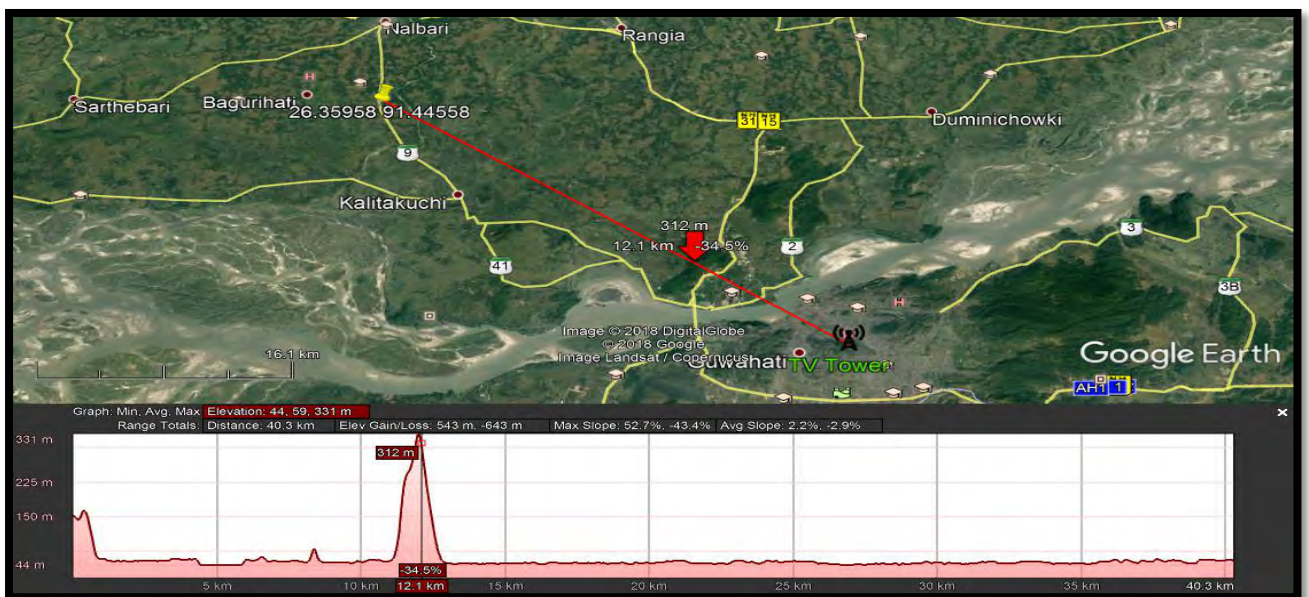 Nalbari
Rangia
Sarthebari
Bagurihati
26.35958 91.44558
31 15
Duminichowki
9
Kalitakuchi
312 m
12.1 km -34.5%
2
3
41
3B
H
H
Image © 2018 DigitalGlobe
© 2018 Google
Image Landsat / Copernicus
16.1 km
Guwahati
TV Tower
Google Earth
AH1 1
Graph: Min, Avg, Max Elevation: 44, 59, 331 m
Range Totals: Distance: 40.3 km Elev Gain/Loss: 543 m, -643 m Max Slope: 52.7%, -43.4% Avg Slope: 2.2%, -2.9%
331 m
312 m
225 m
150 m
44 m
-34.5%
5 km 10 km 12.1 km 15 km 20 km 25 km 30 km 35 km 40.3 km